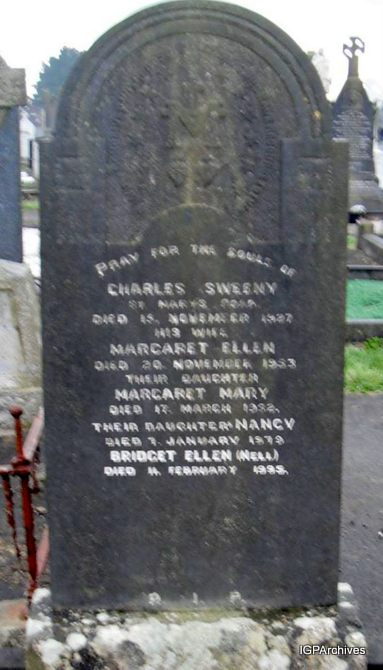 PRAY FOR THE SOULS OF
CHARLES SWEENY
ST MARYS ROAD.
DIED 15. NOVEMBER 1927
HIS WIFE
MARGARET ELLEN
DIED 20. NOVEMBER 1953
THEIR DAUGHTER
MARGARET MARY
DIED 17. MARCH 1952.
THEIR DAUGHTER NANCY
DIED 7. JANUARY 1979
BRIDGET ELLEN (NELL)
DIED 11. FEBRUARY 1995.
R. I. P.
IGPArchives